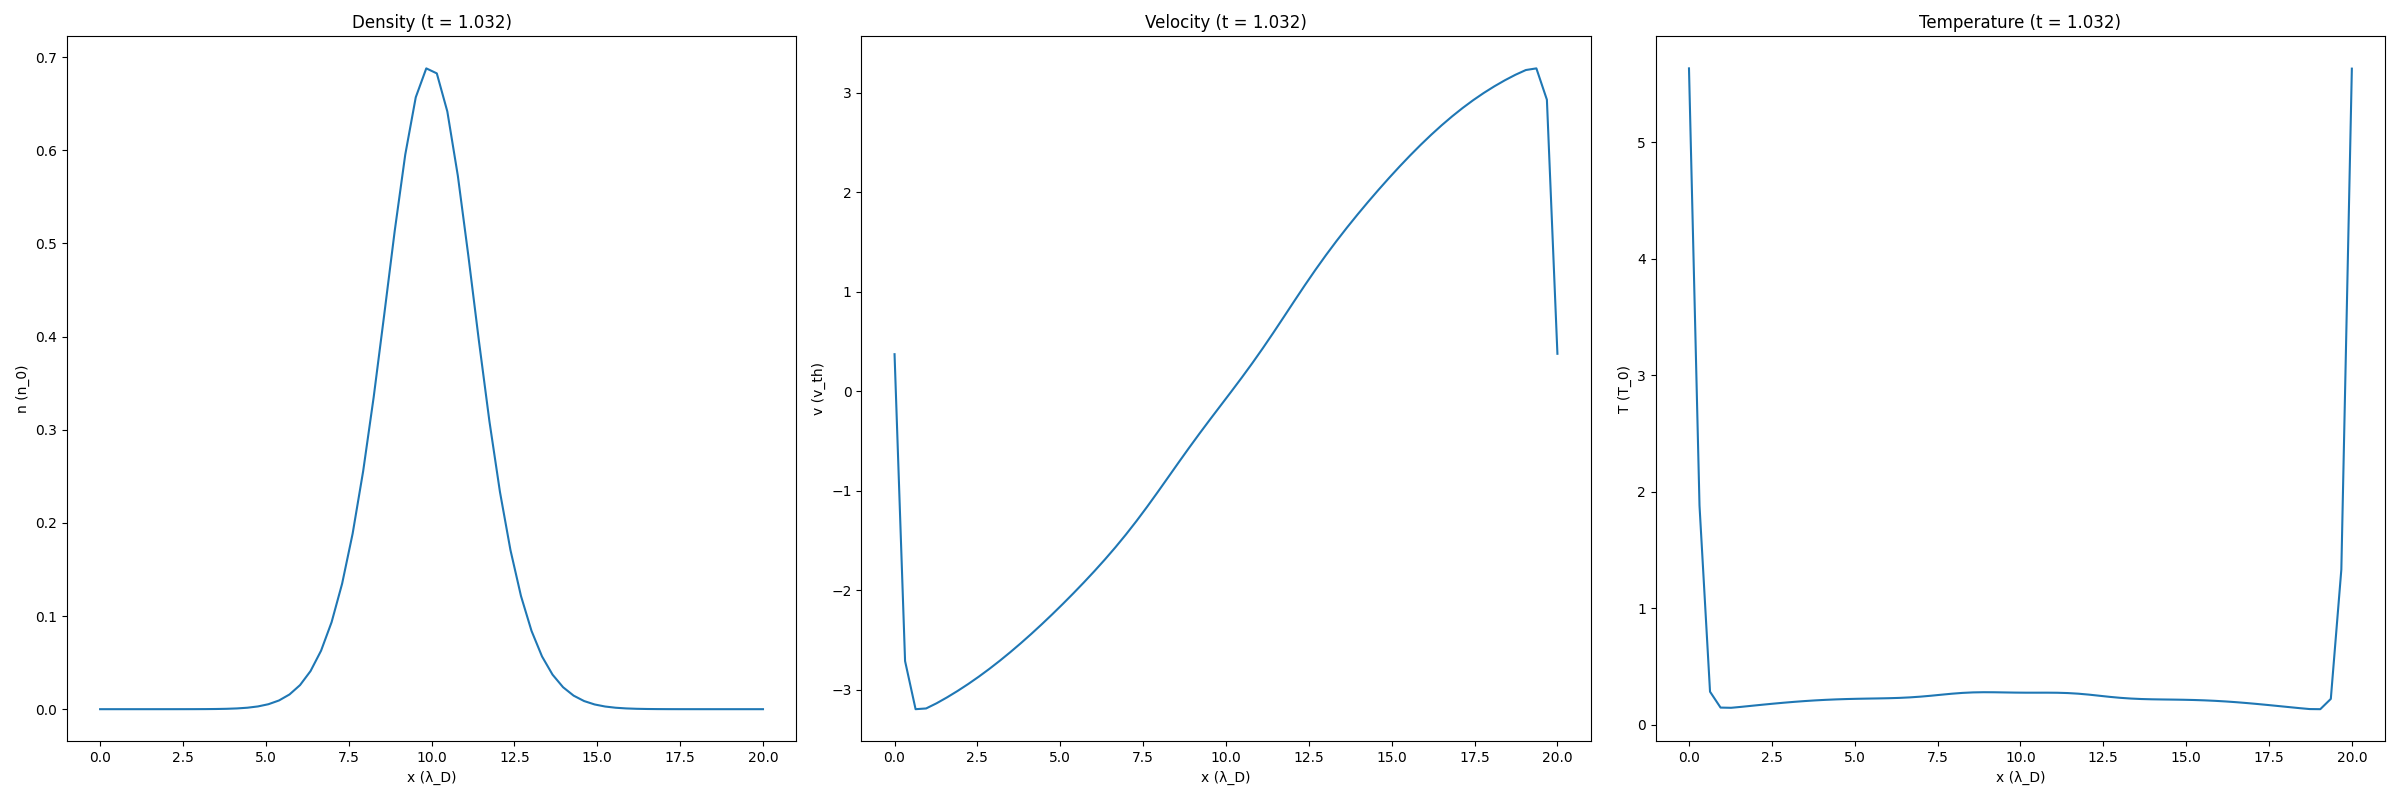 Density (t = 1.032)
0.7
0.6
0.5
0.4
0.3
0.2
0.1
0.0
n (n_0)
0.0 2.5 5.0 7.5 10.0 12.5 15.0 17.5 20.0
x (λ_D)
Velocity (t = 1.032)
3
2
1
0
−1
−2
−3
v (v_th)
0.0 2.5 5.0 7.5 10.0 12.5 15.0 17.5 20.0
x (λ_D)
Temperature (t = 1.032)
5
4
3
2
1
0
T (T_0)
0.0 2.5 5.0 7.5 10.0 12.5 15.0 17.5 20.0
x (λ_D)